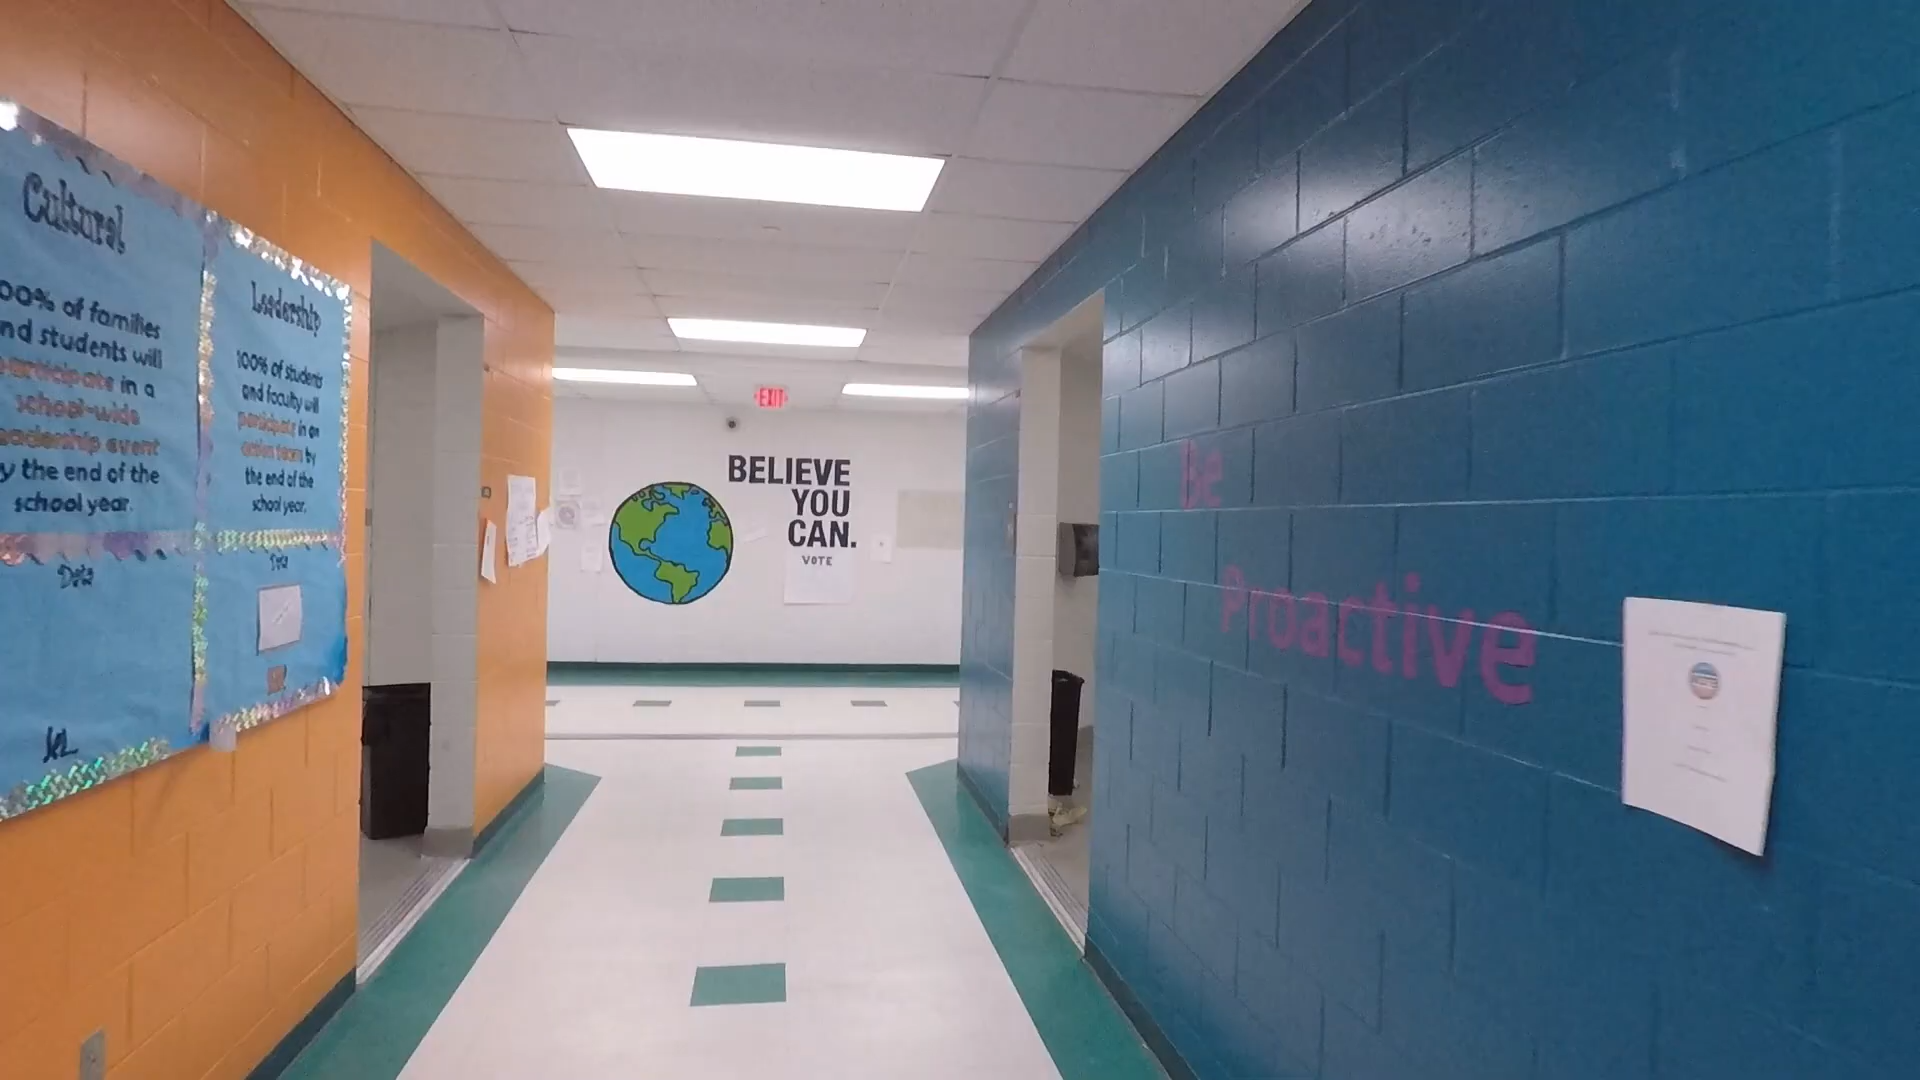 Cultural
00% of families
nd students will
participate in a
school-wide
leadership event
y the end of the
school year.
Data
Leadership
100% of students
and faculty will
participate in an
action team by
the end of the
school year.
Data
EXIT
BELIEVE
YOU
CAN.
VOTE
Be
Proactive